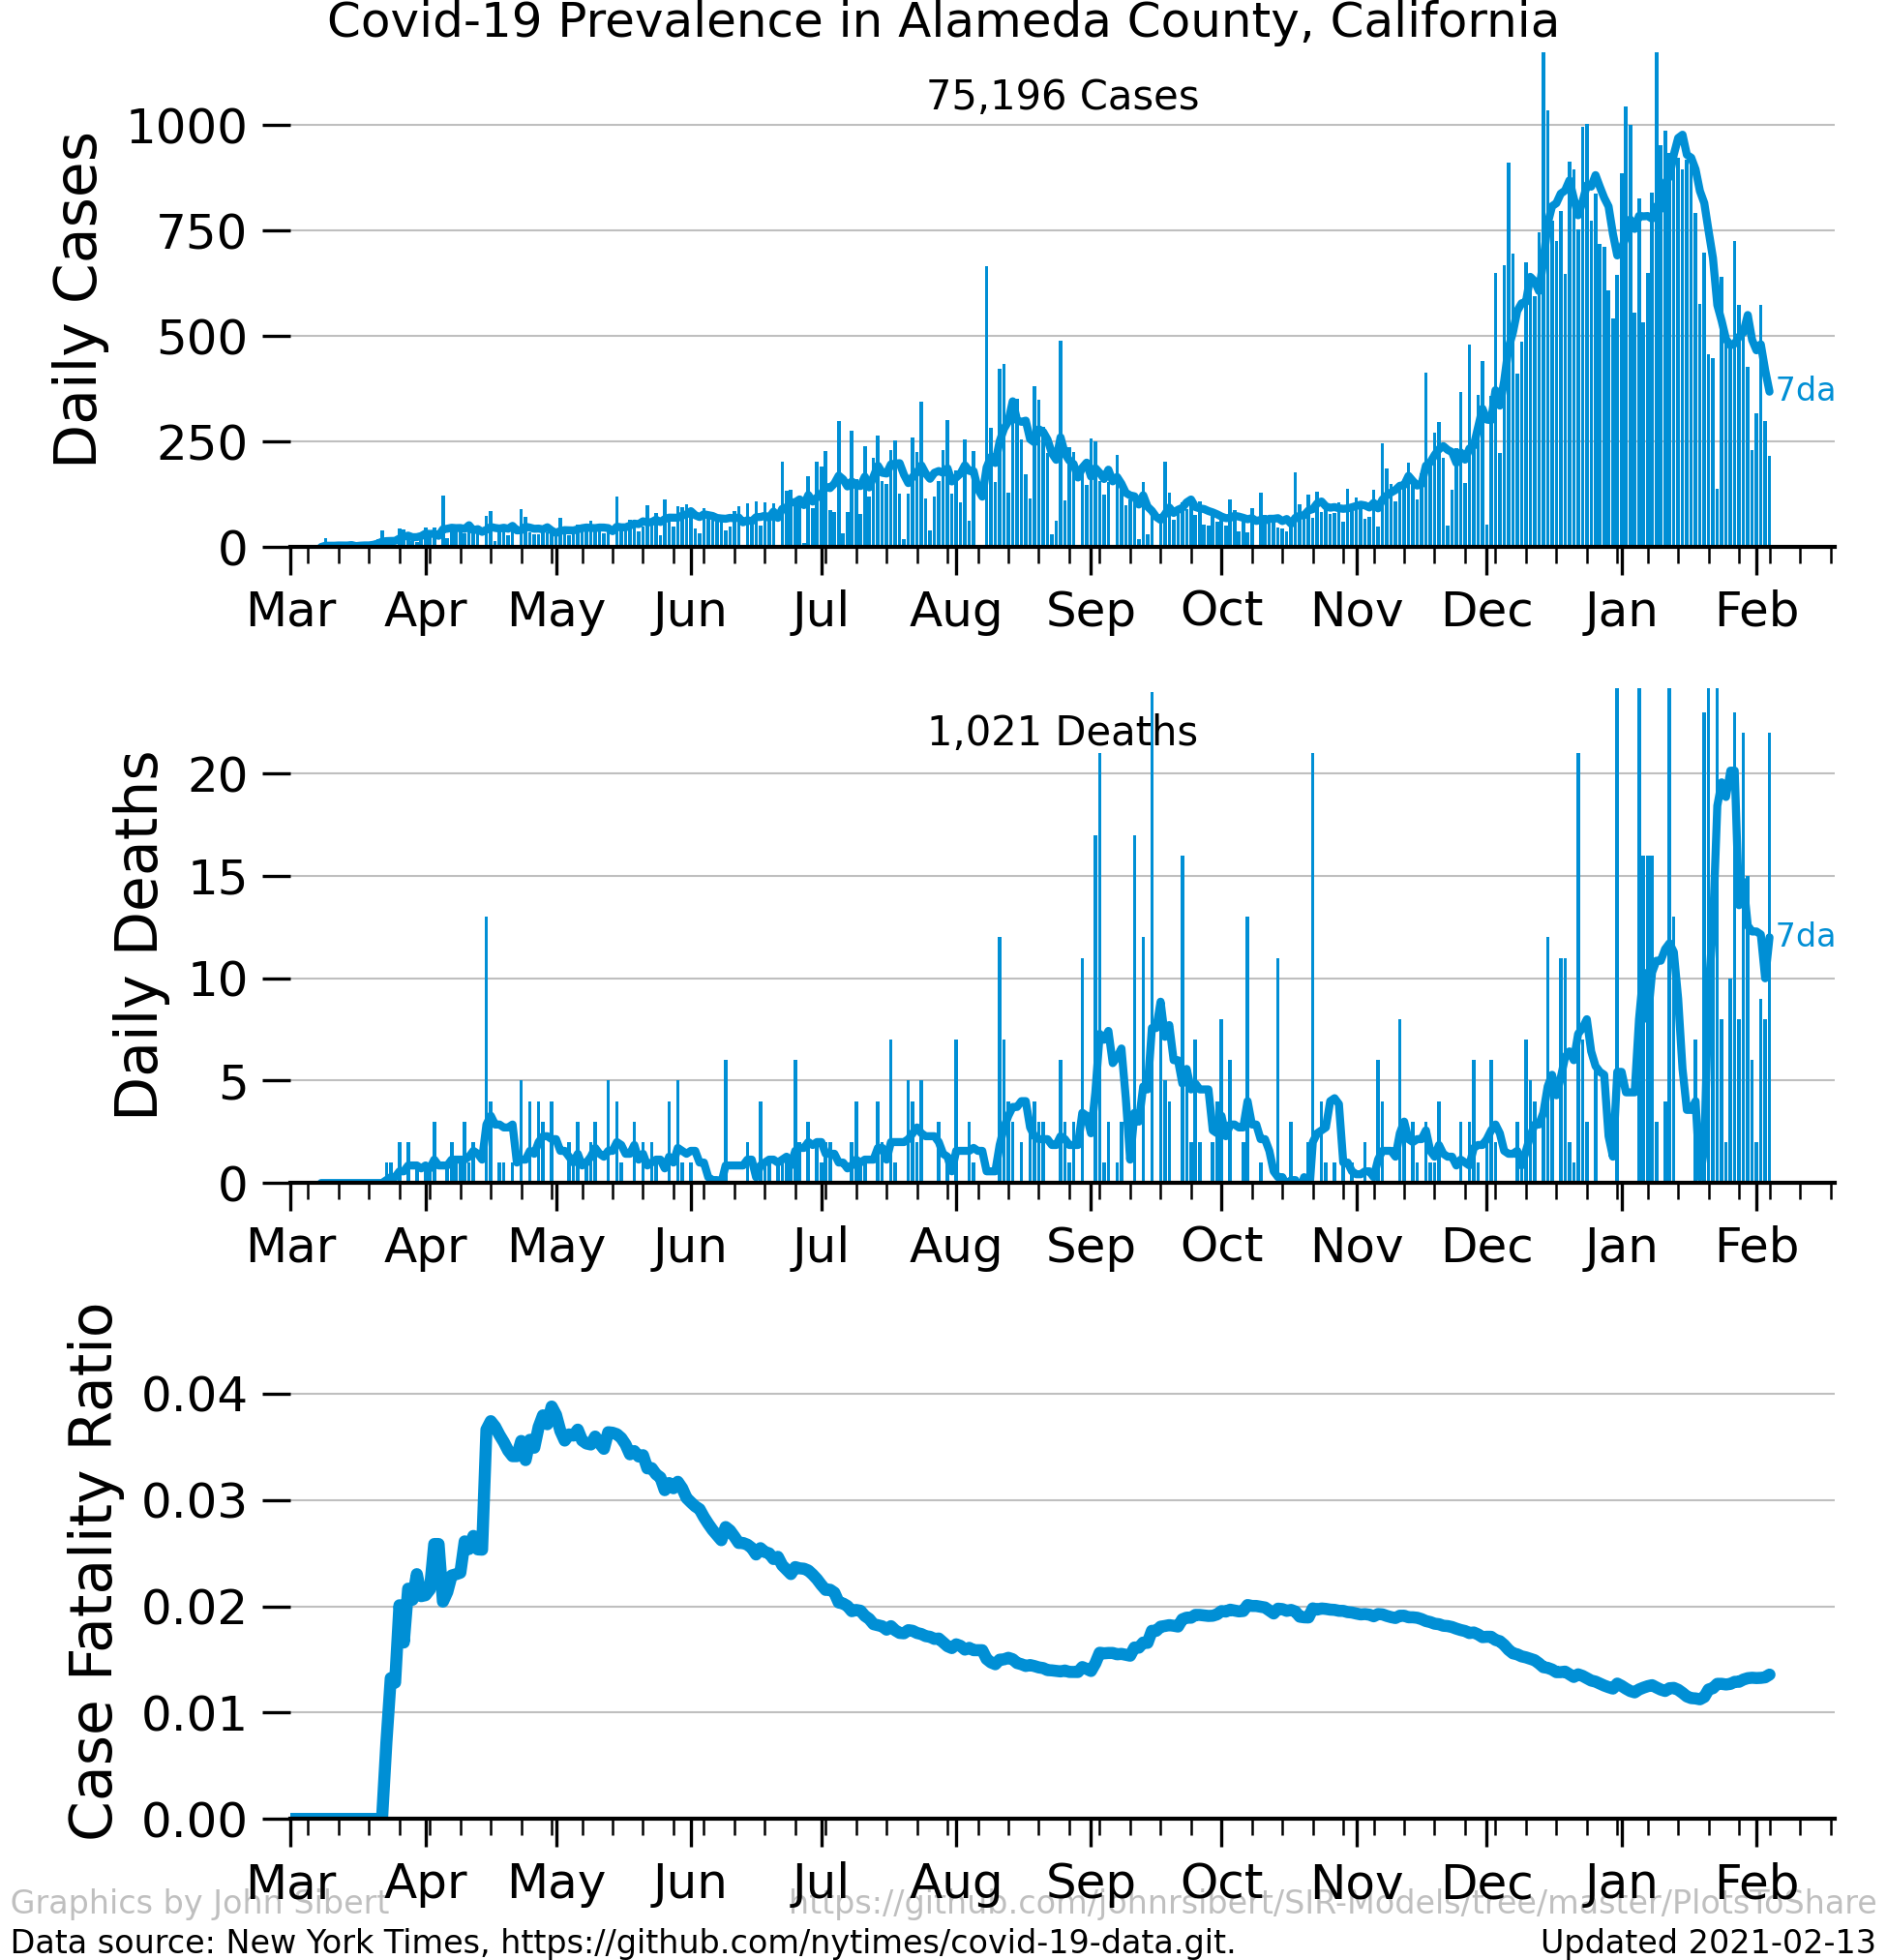 Covid-19 Prevalence in Alameda County, California
75,196 Cases
Daily Cases
1000
750
500
250
0
7da
Mar Apr May Jun Jul Aug Sep Oct Nov Dec Jan Feb
1,021 Deaths
Daily Deaths
20
15
10
5
0
7da
Mar Apr May Jun Jul Aug Sep Oct Nov Dec Jan Feb
Case Fatality Ratio
0.04
0.03
0.02
0.01
0.00
Mar Apr May Jun Jul Aug Sep Oct Nov Dec Jan Feb
Graphics by John Sibert https://github.com/johnrsibert/SIR-Models/tree/master/PlotsToShare
Data source: New York Times, https://github.com/nytimes/covid-19-data.git. Updated 2021-02-13